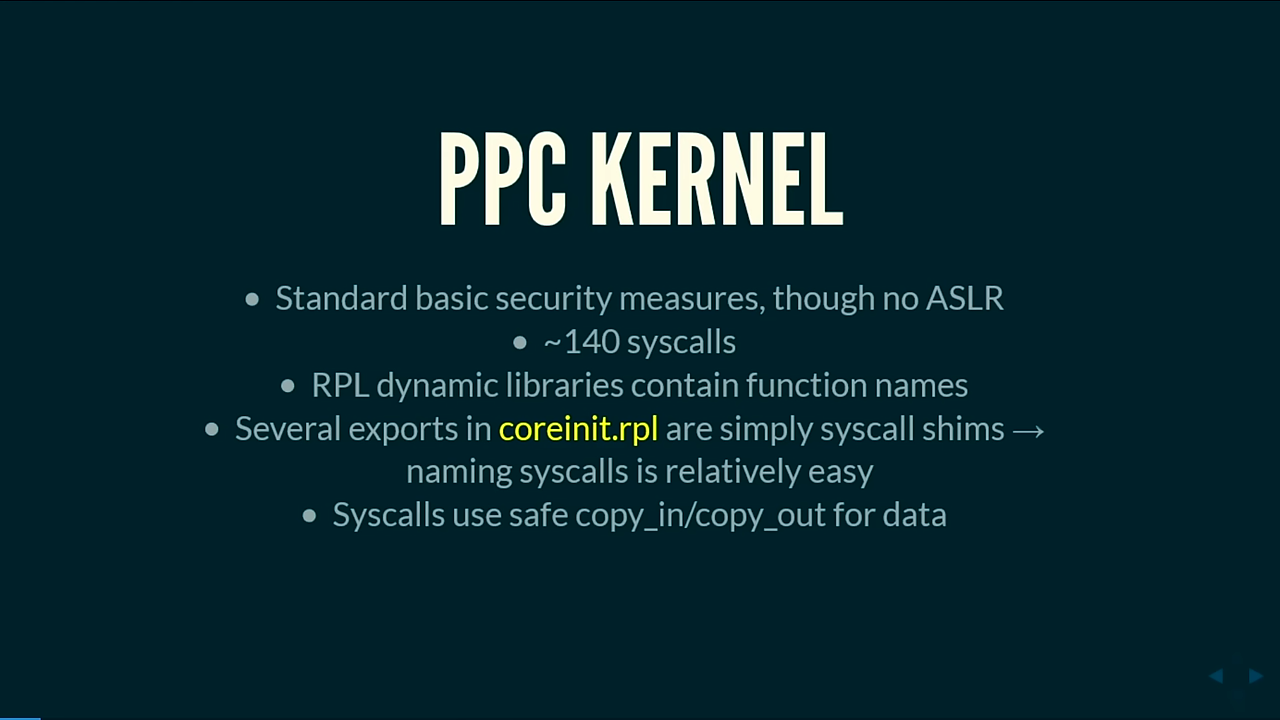 PPC KERNEL
• Standard basic security measures, though no ASLR
• ~140 syscalls
• RPL dynamic libraries contain function names
• Several exports in coreinit.rpl are simply syscall shims →
naming syscalls is relatively easy
• Syscalls use safe copy_in/copy_out for data